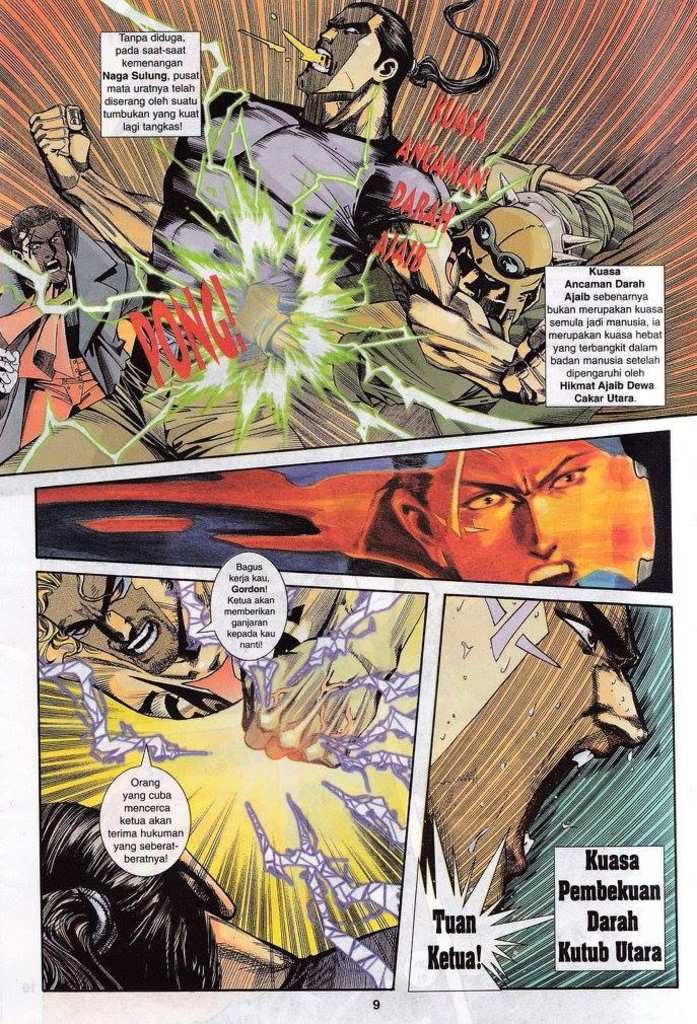 Tanpa diduga,
pada saat-saat
kemenangan
Naga Sulung, pusat
mata uratnya telah
diserang oleh suatu
tumbukan yang kuat
lagi tangkas!
KUASA
ANCAMAN
DARAH
AJAIB
PONG!
Kuasa
Ancaman Darah
Ajaib sebenarnya
bukan merupakan kuasa
semula jadi manusia, ia
merupakan kuasa hebat
yang terbangkit dalam
badan manusia setelah
dipengaruhi oleh
Hikmat Ajaib Dewa
Cakar Utara.
Bagus
kerja kau,
Gordon!
Ketua akan
memberikan
ganjaran
kepada kau
nanti!
Orang
yang cuba
mencerca
ketua akan
terima hukuman
yang seberat-
beratnya!
Tuan
Ketua!
Kuasa
Pembekuan
Darah
Kutub Utara
9